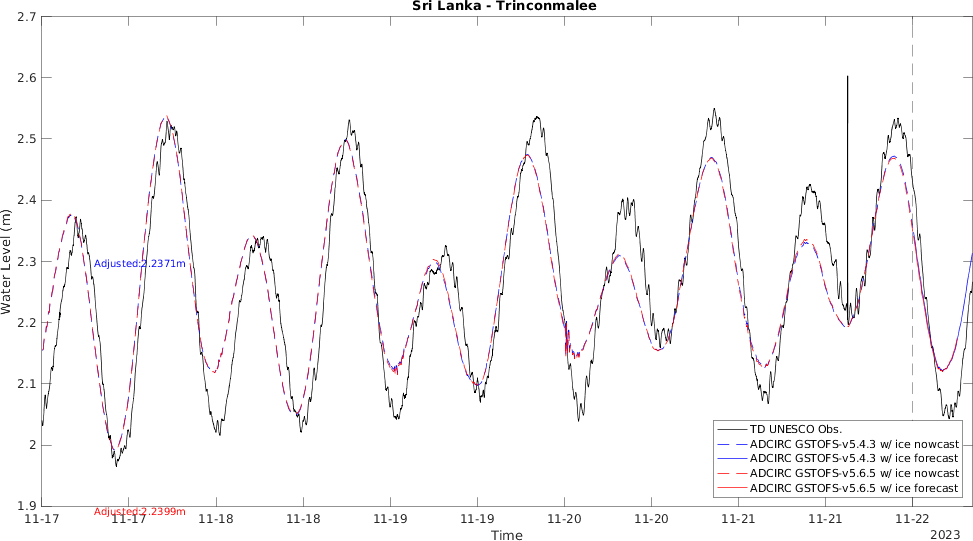 Sri Lanka - Trinconmalee
2.7
2.6
2.5
2.4
2.3
2.2
2.1
2
1.9
Water Level (m)
Adjusted:2.2371m
Adjusted:2.2399m
TD UNESCO Obs.
ADCIRC GSTOFS-v5.4.3 w/ ice nowcast
ADCIRC GSTOFS-v5.4.3 w/ ice forecast
ADCIRC GSTOFS-v5.6.5 w/ ice nowcast
ADCIRC GSTOFS-v5.6.5 w/ ice forecast
11-17 11-17 11-18 11-18 11-19 11-19 11-20 11-20 11-21 11-21 11-22
Time
2023